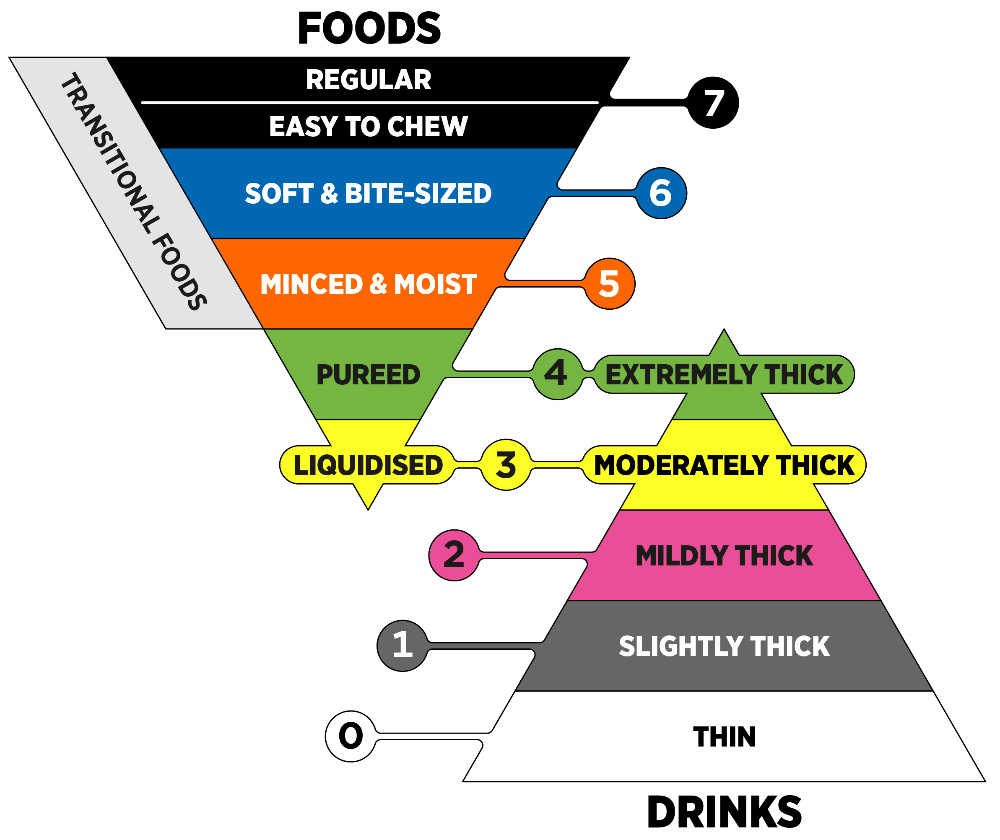 FOODS
TRANSITIONAL FOODS
REGULAR
7
EASY TO CHEW
SOFT & BITE-SIZED
6
MINCED & MOIST
5
PUREED
4
EXTREMELY THICK
LIQUIDISED
3
MODERATELY THICK
2
MILDLY THICK
1
SLIGHTLY THICK
0
THIN
DRINKS